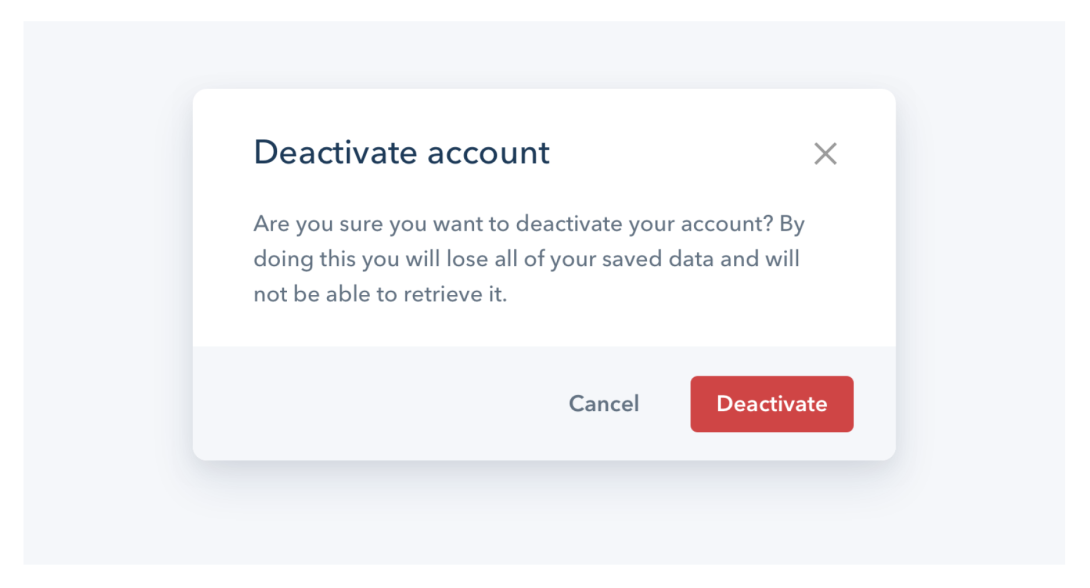 Deactivate account
Are you sure you want to deactivate your account? By
doing this you will lose all of your saved data and will
not be able to retrieve it.
Cancel
Deactivate